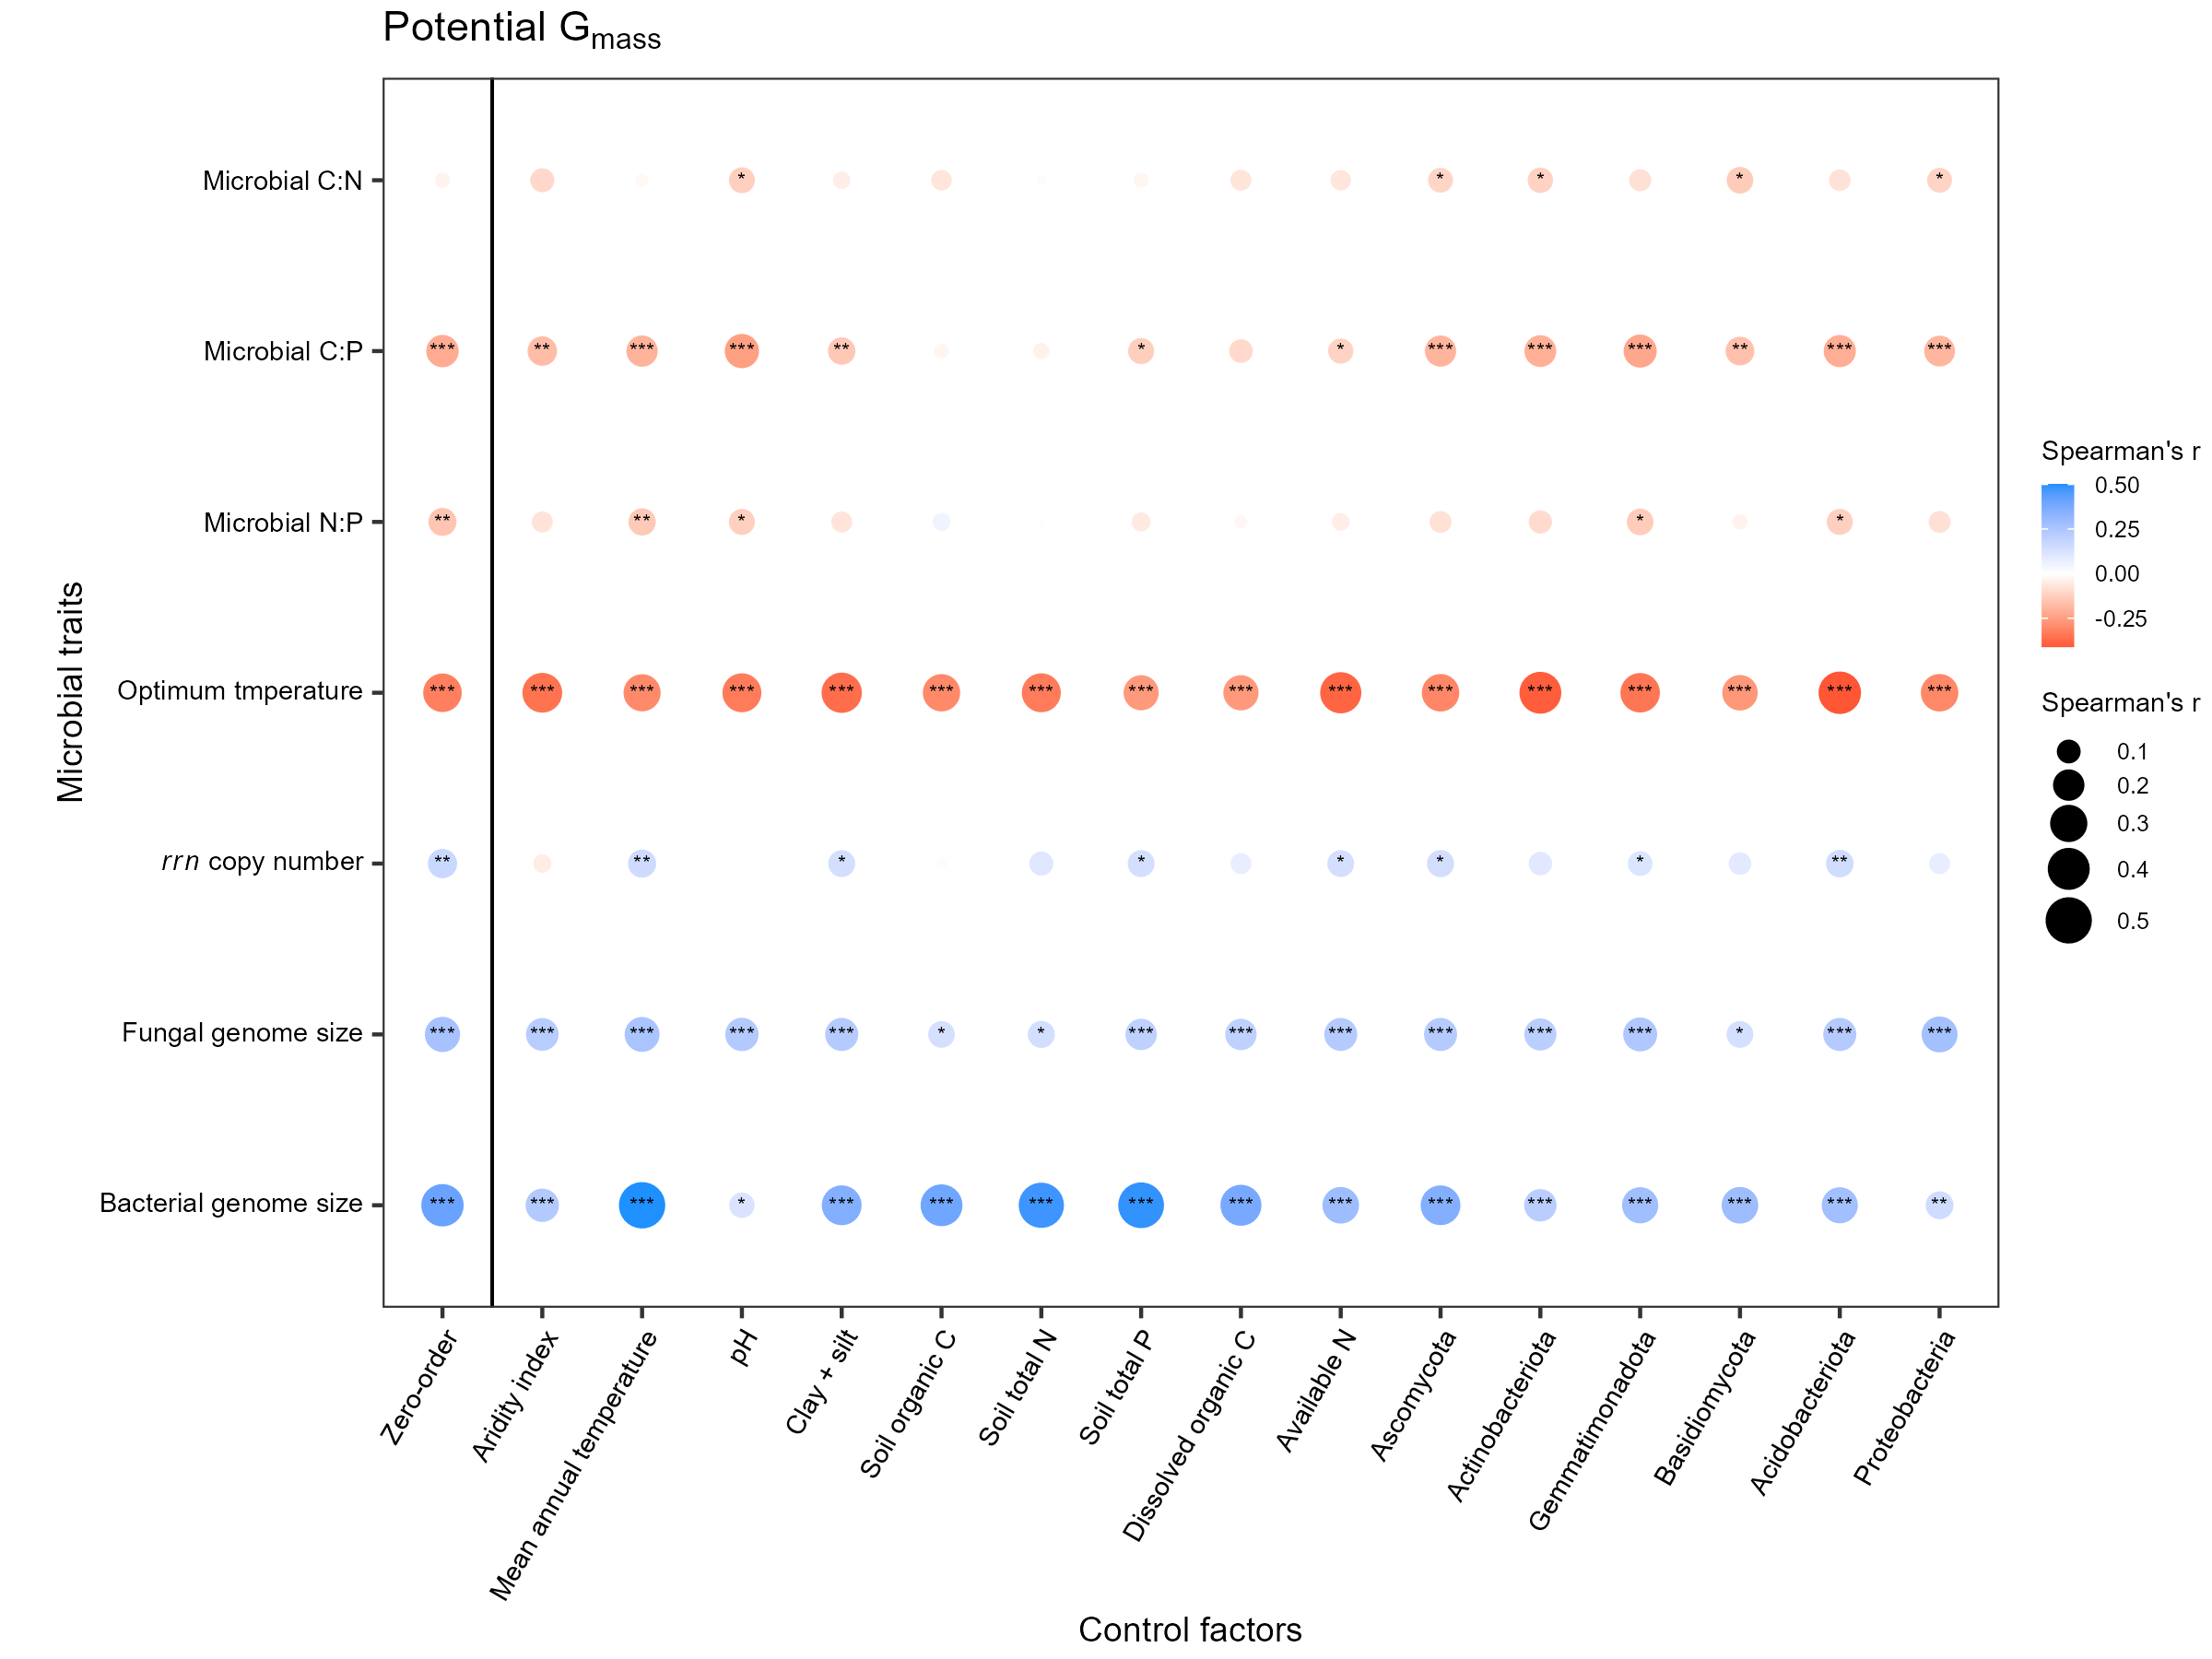 Potential Gmass
Microbial C:N
* * * * *
Microbial C:P
*** ** *** *** ** * * *** *** *** ** *** ***
Microbial N:P
** ** * * *
Optimum tmperature
*** *** *** *** *** *** *** *** *** *** *** *** *** *** *** ***
rrn copy number
** ** * * * * * **
Fungal genome size
*** *** *** *** *** * * *** *** *** *** *** *** * *** ***
Bacterial genome size
*** *** *** * *** *** *** *** *** *** *** *** *** *** *** **
Microbial traits
Zero-order
Aridity index
Mean annual temperature
pH
Clay + silt
Soil organic C
Soil total N
Soil total P
Dissolved organic C
Available N
Ascomycota
Actinobacteriota
Gemmatimonadota
Basidiomycota
Acidobacteriota
Proteobacteria
Control factors
Spearman's r
0.50
0.25
0.00
-0.25
Spearman's r
0.1
0.2
0.3
0.4
0.5